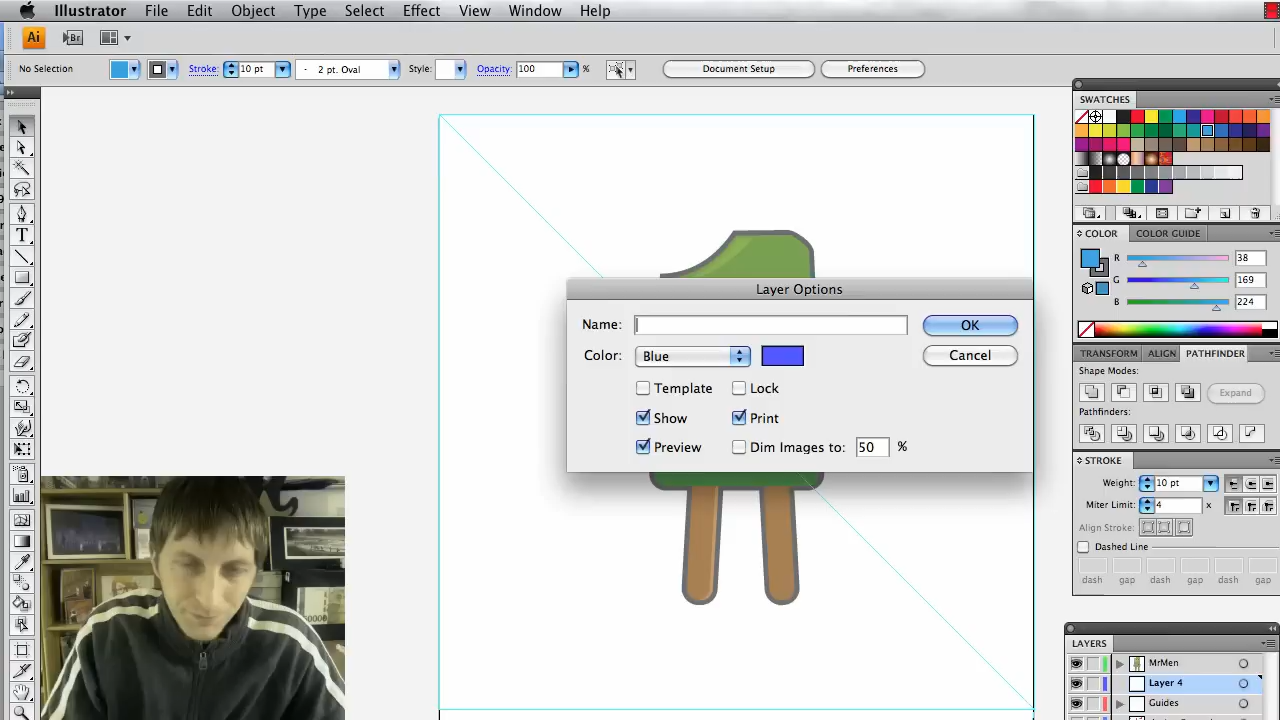 Illustrator File Edit Object Type Select Effect View Window Help
Ai Br
No Selection Stroke: 10 pt 2 pt. Oval Style: Opacity: 100 % Document Setup Preferences
SWATCHES
COLOR COLOR GUIDE
R 38
G 169
B 224
TRANSFORM ALIGN PATHFINDER
Shape Modes:
Expand
Pathfinders:
STROKE
Weight: 10 pt
Miter Limit: 4 x
Align Stroke:
Dashed Line
dash gap dash gap dash gap
LAYERS
MrMen
Layer 4
Guides
Layer Options
Name: OK
Color: Blue Cancel
Template Lock
Show Print
Preview Dim Images to: 50 %
T